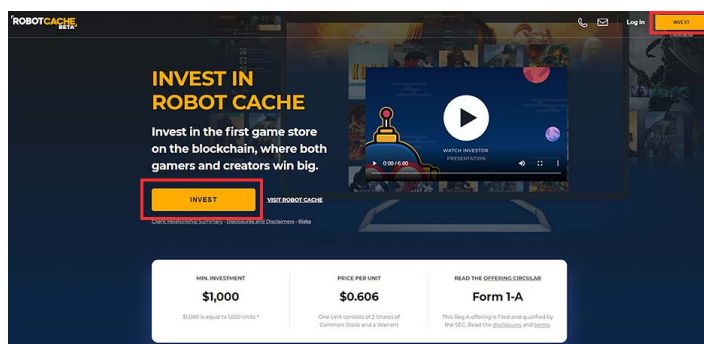 ROBOTCACHE
BETA
Log in
INVEST
INVEST IN
ROBOT CACHE
Invest in the first game store
on the blockchain, where both
gamers and creators win big.
WATCH INVESTOR
PRESENTATION
0:00 / 6:00
INVEST
VISIT ROBOT CACHE
Client Relationship Summary - Disclosures and Disclaimers - Risks
MIN. INVESTMENT
PRICE PER UNIT
READ THE OFFERING CIRCULAR
$1,000
$0.606
Form 1-A
$1,000 is equal to 1,650 Units *
One Unit consists of 2 Shares of
Common Stock and a Warrant
This Reg A offering is filed and qualified by
the SEC. Read the disclosures and terms.